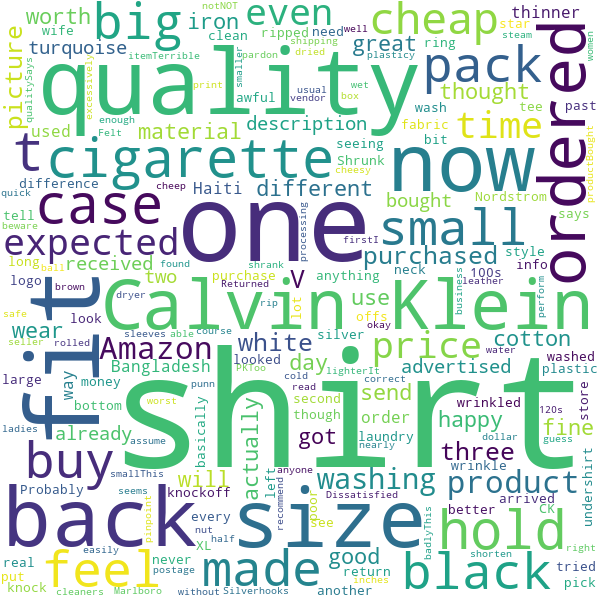 notNOT
wife
clean
ripped
need
women
worth
iron
even
cheap
star
steam
thinner
turquoise
big
itemTerrible
shipping
well
ring
smaller
dried
plasticy
great
pack
picture
qualitySays
excessively
quality
awful
print
pardon
usual
vendor
box
wet
wash
tee
past
thought
used
material
description
enough
Felt
fabric
time
ordered
productBought
t
cigarette
now
seeing
bit
cheesy
difference
cheep
Shrunk
says
quick
tell
beware
case
Haiti
different
bought
Nordstrom
one
small
expected
long
ball
received
found
shrank
processing
firstI
style
purchased
info
logo
brown
two
purchase
Returned
V
anything
neck
100s
leather
safe
look
dryer
rip
lot
offs
business
perform
seller
fit
wear
sleeves
able
course
silver
Calvin Klein
use
Amazon
white
looked
okay
water
cotton
large
rolled
Bangladesh
punn
PKToo
day
price
washed
way
money
cold
lighterIt
advertised
plastic
ladies
worst
bottom
second
read
correct
send
wrinkled
120s
shirt
store
already
assume
basically
actually
though
order
happy
dollar
guess
fine
undershirt
smallThis
will
got
laundry
nearly
three
buy
Probably
seems
knockoff
left
recommend
anyone
washing
wrinkle
product
arrived
back
every
pinpoint
nut
half
poor
see
Dissatisfied
badlyThis
better
CK
size
real
never
XL
good
hold
shorten
right
put
easily
feel
made
return
tried
knock
cleaners
Marlboro
postage
without
Silverhooks
another
inches
black
pick